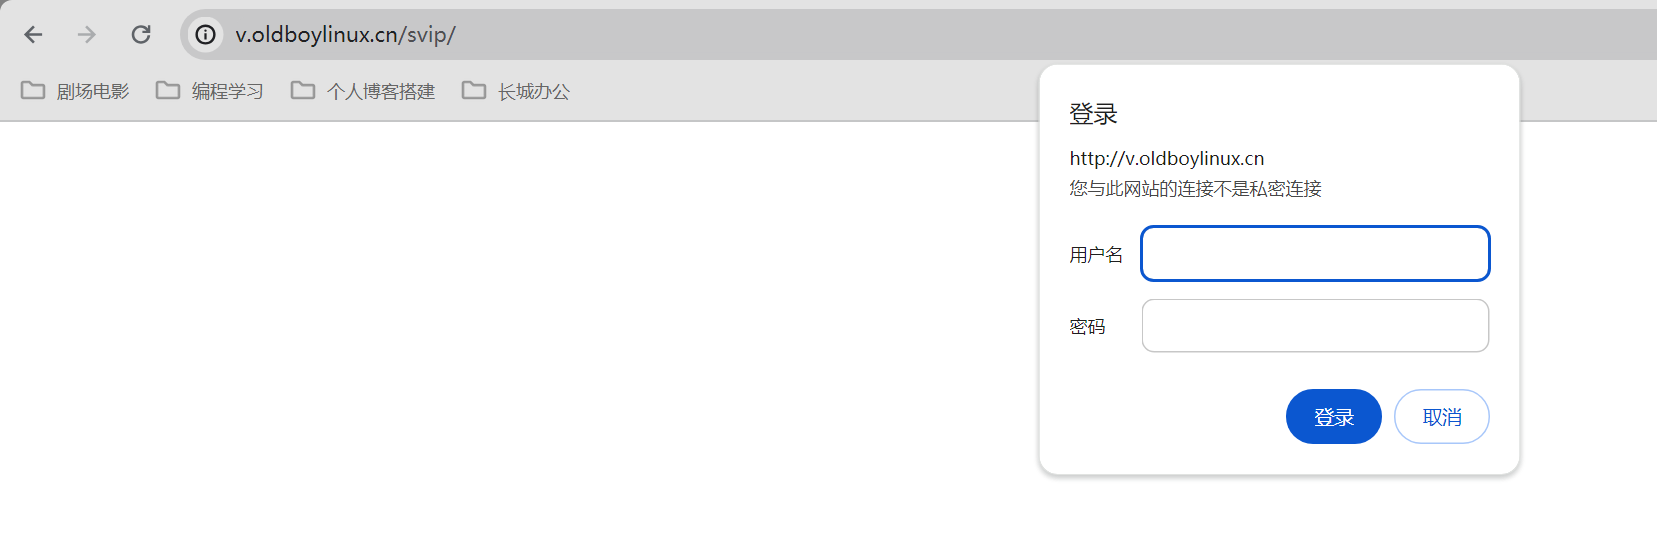 v.oldboylinux.cn/svip/
剧场电影 编程学习 个人博客搭建 长城办公
登录
http://v.oldboylinux.cn
您与此网站的连接不是私密连接
用户名
密码
登录 取消